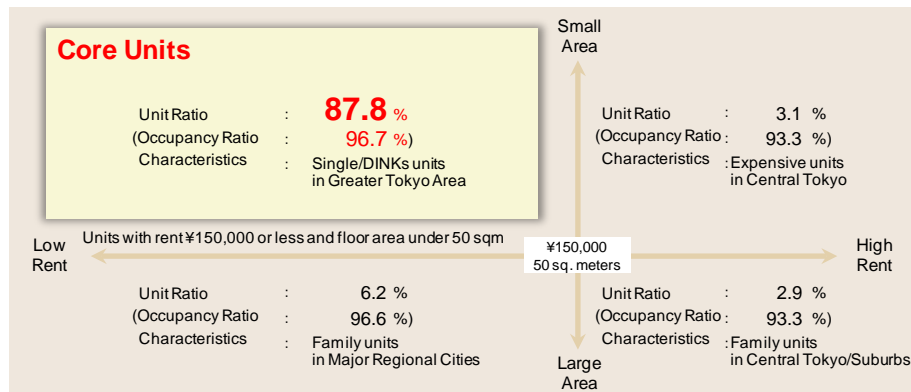 Small
Area
Core Units
Unit Ratio : 87.8 %
(Occupancy Ratio : 96.7 %)
Characteristics : Single/DINKs units
in Greater Tokyo Area
Unit Ratio : 3.1 %
(Occupancy Ratio : 93.3 %)
Characteristics : Expensive units
in Central Tokyo
Units with rent ¥150,000 or less and floor area under 50 sqm
Low
Rent
¥150,000
50 sq. meters
High
Rent
Unit Ratio : 6.2 %
(Occupancy Ratio : 96.6 %)
Characteristics : Family units
in Major Regional Cities
Unit Ratio : 2.9 %
(Occupancy Ratio : 93.3 %)
Characteristics : Family units
in Central Tokyo/Suburbs
Large
Area